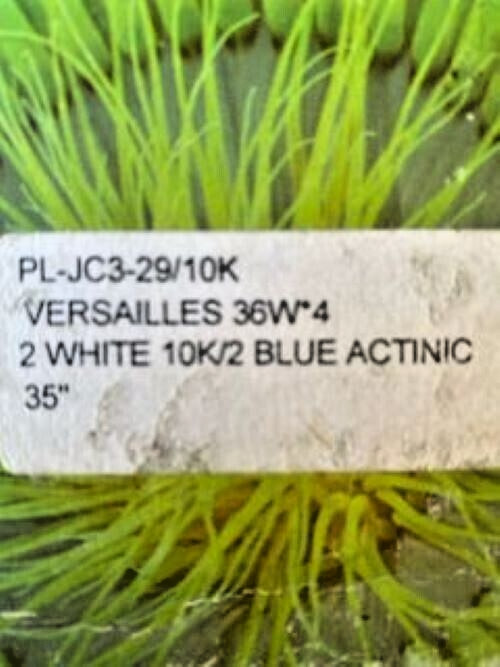 PL-JC3-29/10K
VERSAILLES 36W*4
2 WHITE 10K/2 BLUE ACTINIC
35"